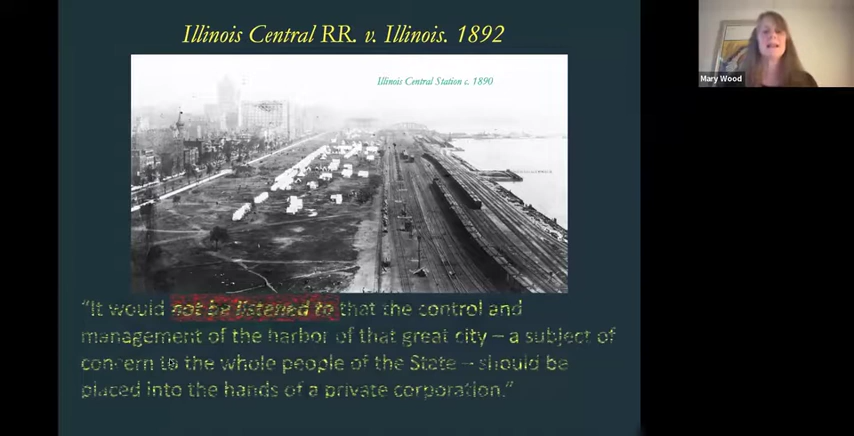 Illinois Central RR. v. Illinois. 1892
Illinois Central Station c. 1890
Mary Wood
“It would not be listened to that the control and
management of the harbor of that great city – a subject of
concern to the whole people of the State – should be
placed into the hands of a private corporation.”